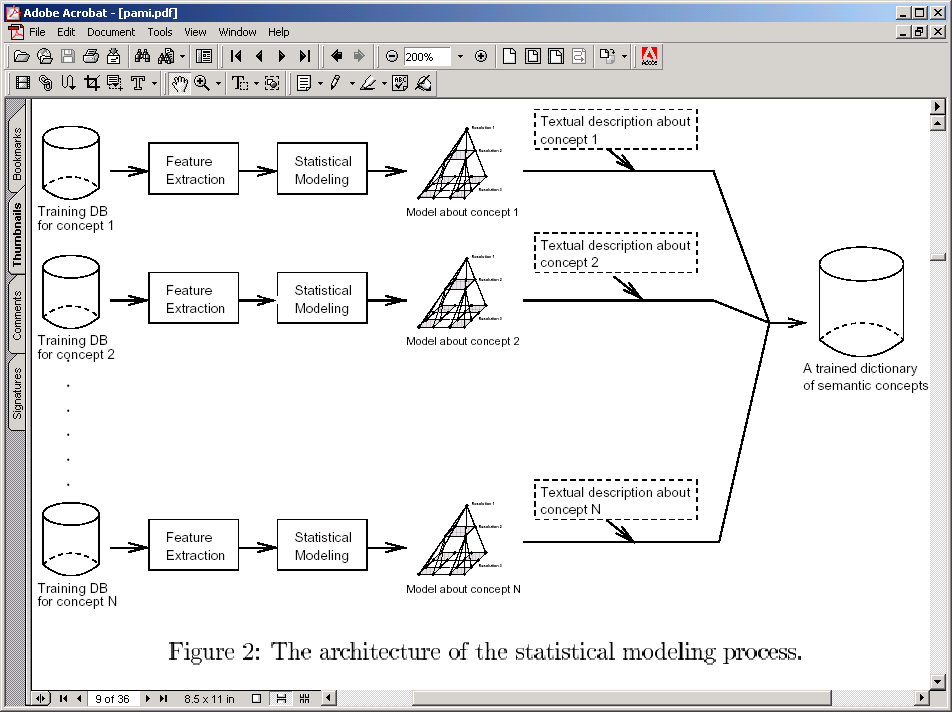 Adobe Acrobat - [pami.pdf]
File Edit Document Tools View Window Help
200%
Adobe
Bookmarks
Thumbnails
Comments
Signatures
Training DB
for concept 1
Feature
Extraction
Statistical
Modeling
Resolution 1
Resolution 2
Resolution 3
Model about concept 1
Textual description about
concept 1
Training DB
for concept 2
Feature
Extraction
Statistical
Modeling
Resolution 1
Resolution 2
Resolution 3
Model about concept 2
Textual description about
concept 2
A trained dictionary
of semantic concepts
Training DB
for concept N
Feature
Extraction
Statistical
Modeling
Resolution 1
Resolution 2
Resolution 3
Model about concept N
Textual description about
concept N
Figure 2: The architecture of the statistical modeling process.
9 of 36
8.5 x 11 in